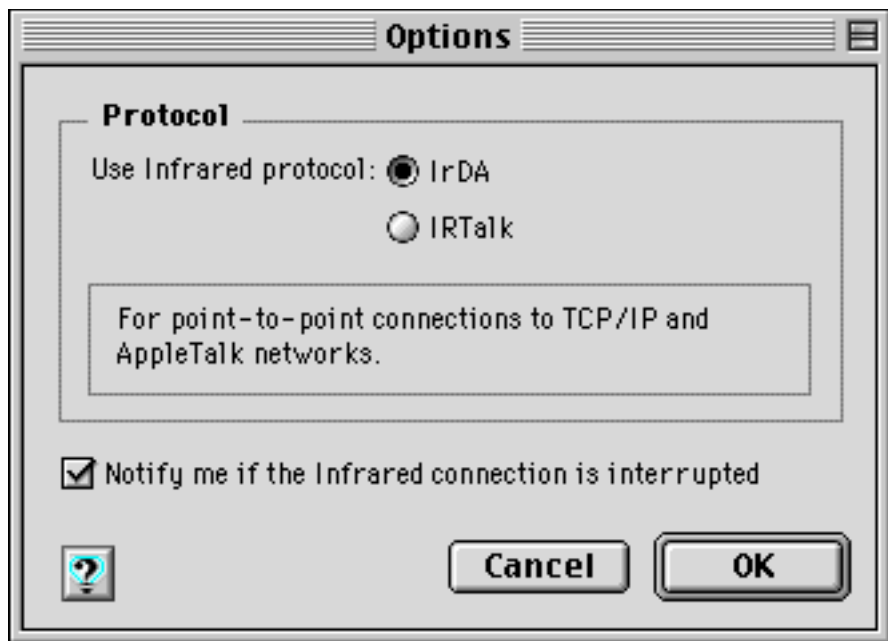 Options
Protocol
Use Infrared protocol: IrDA
IRTalk
For point-to-point connections to TCP/IP and
AppleTalk networks.
Notify me if the Infrared connection is interrupted
?
Cancel OK